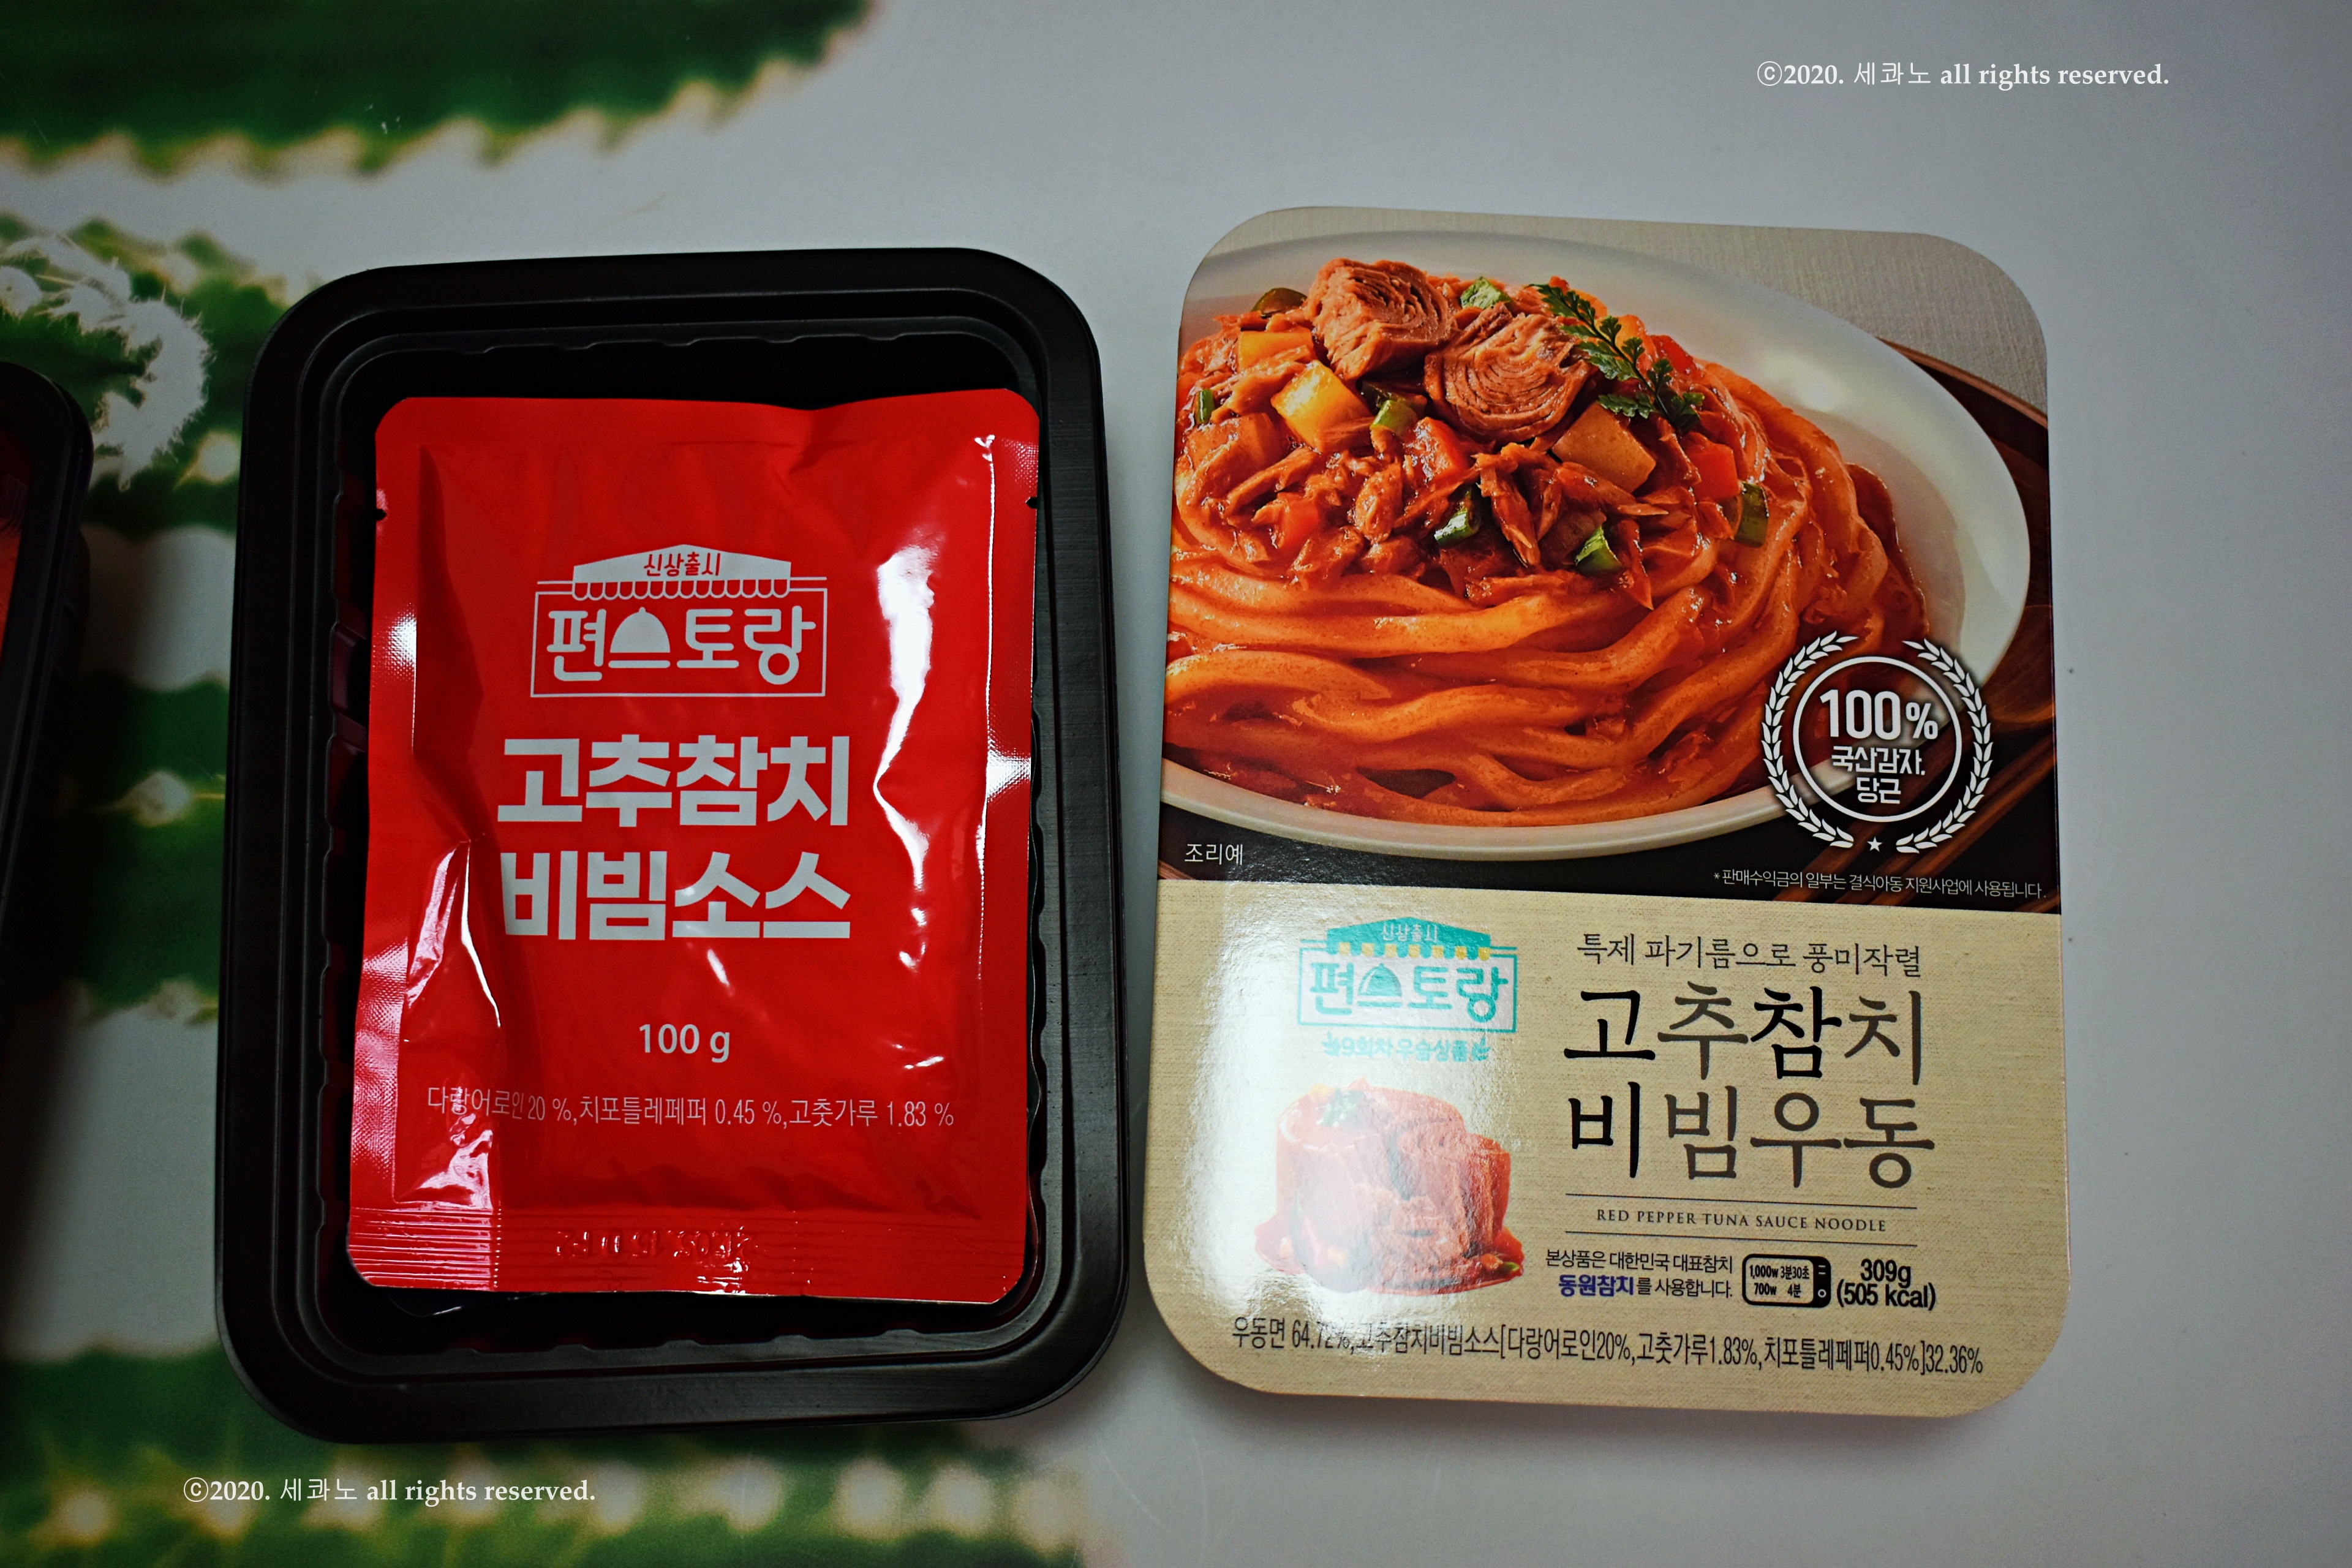 ⓒ2020. 세콰노 all rights reserved.
신상출시
편스토랑
고추참치
비빔소스
100 g
다랑어로인 20 %,치포틀레페퍼 0.45 %,고춧가루 1.83 %
100%
국산감자,
당근
조리예
*판매수익금의 일부는 결식아동 지원사업에 사용됩니다.
신상출시
편스토랑
9회차 우승상품
특제 파기름으로 풍미작렬
고추참치
비빔우동
RED PEPPER TUNA SAUCE NOODLE
본상품은 대한민국 대표참치
동원참치를 사용합니다.
1,000w 3분30초
700w 4분
309g
(505 kcal)
우동면 64.72%,고추참치비빔소스[다랑어로인20%,고춧가루1.83%,치포틀레페퍼0.45%]32.36%
ⓒ2020. 세콰노 all rights reserved.